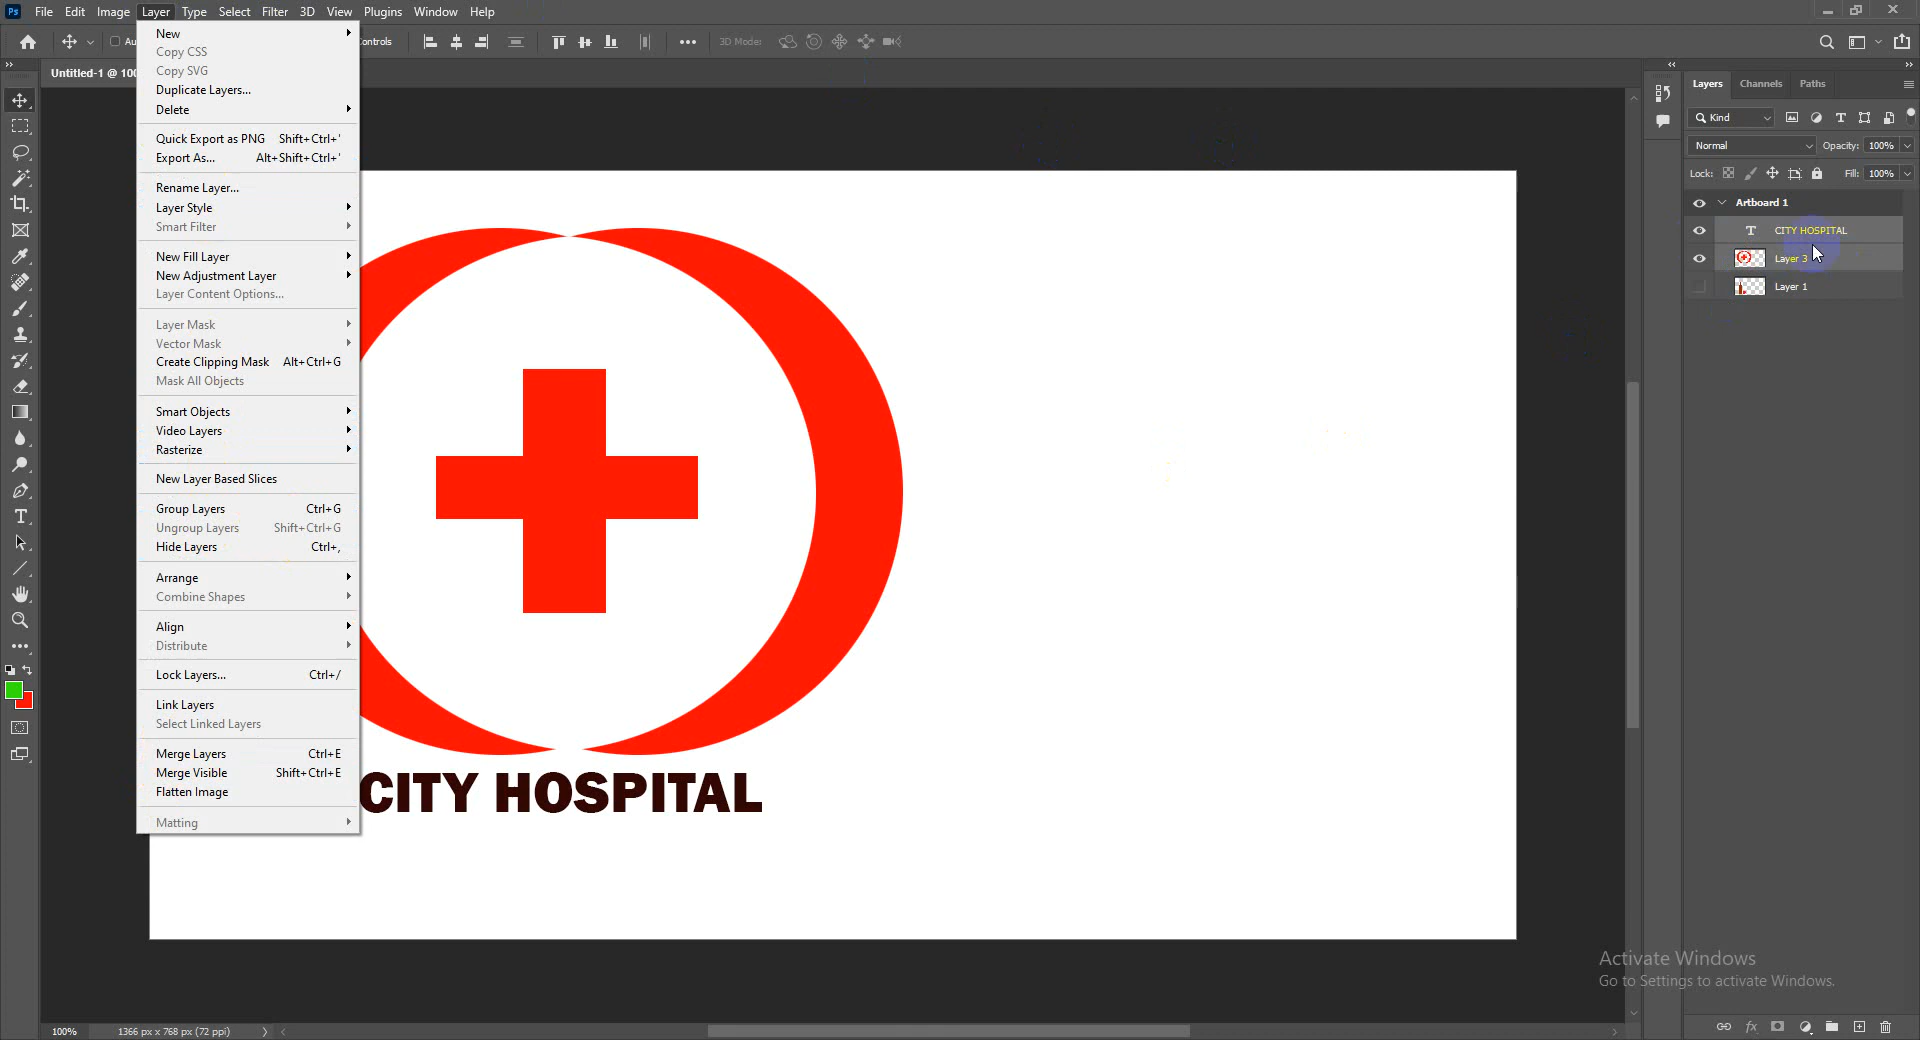 Ps File Edit Image Layer Type Select Filter 3D View Plugins Window Help
Au
ontrols
3D Mode:
Untitled-1 @ 100
New
Copy CSS
Copy SVG
Duplicate Layers...
Delete
Quick Export as PNG Shift+Ctrl+'
Export As... Alt+Shift+Ctrl+'
Rename Layer...
Layer Style
Smart Filter
New Fill Layer
New Adjustment Layer
Layer Content Options...
Layer Mask
Vector Mask
Create Clipping Mask Alt+Ctrl+G
Mask All Objects
Smart Objects
Video Layers
Rasterize
New Layer Based Slices
Group Layers Ctrl+G
Ungroup Layers Shift+Ctrl+G
Hide Layers Ctrl+,
Arrange
Combine Shapes
Align
Distribute
Lock Layers... Ctrl+/
Link Layers
Select Linked Layers
Merge Layers Ctrl+E
Merge Visible Shift+Ctrl+E
Flatten Image
Matting
CITY HOSPITAL
Layers Channels Paths
Kind
Normal Opacity: 100%
Lock: Fill: 100%
Artboard 1
T CITY HOSPITAL
Layer 3
Layer 1
Activate Windows
Go to Settings to activate Windows.
100% 1366 px x 768 px (72 ppi)
fx